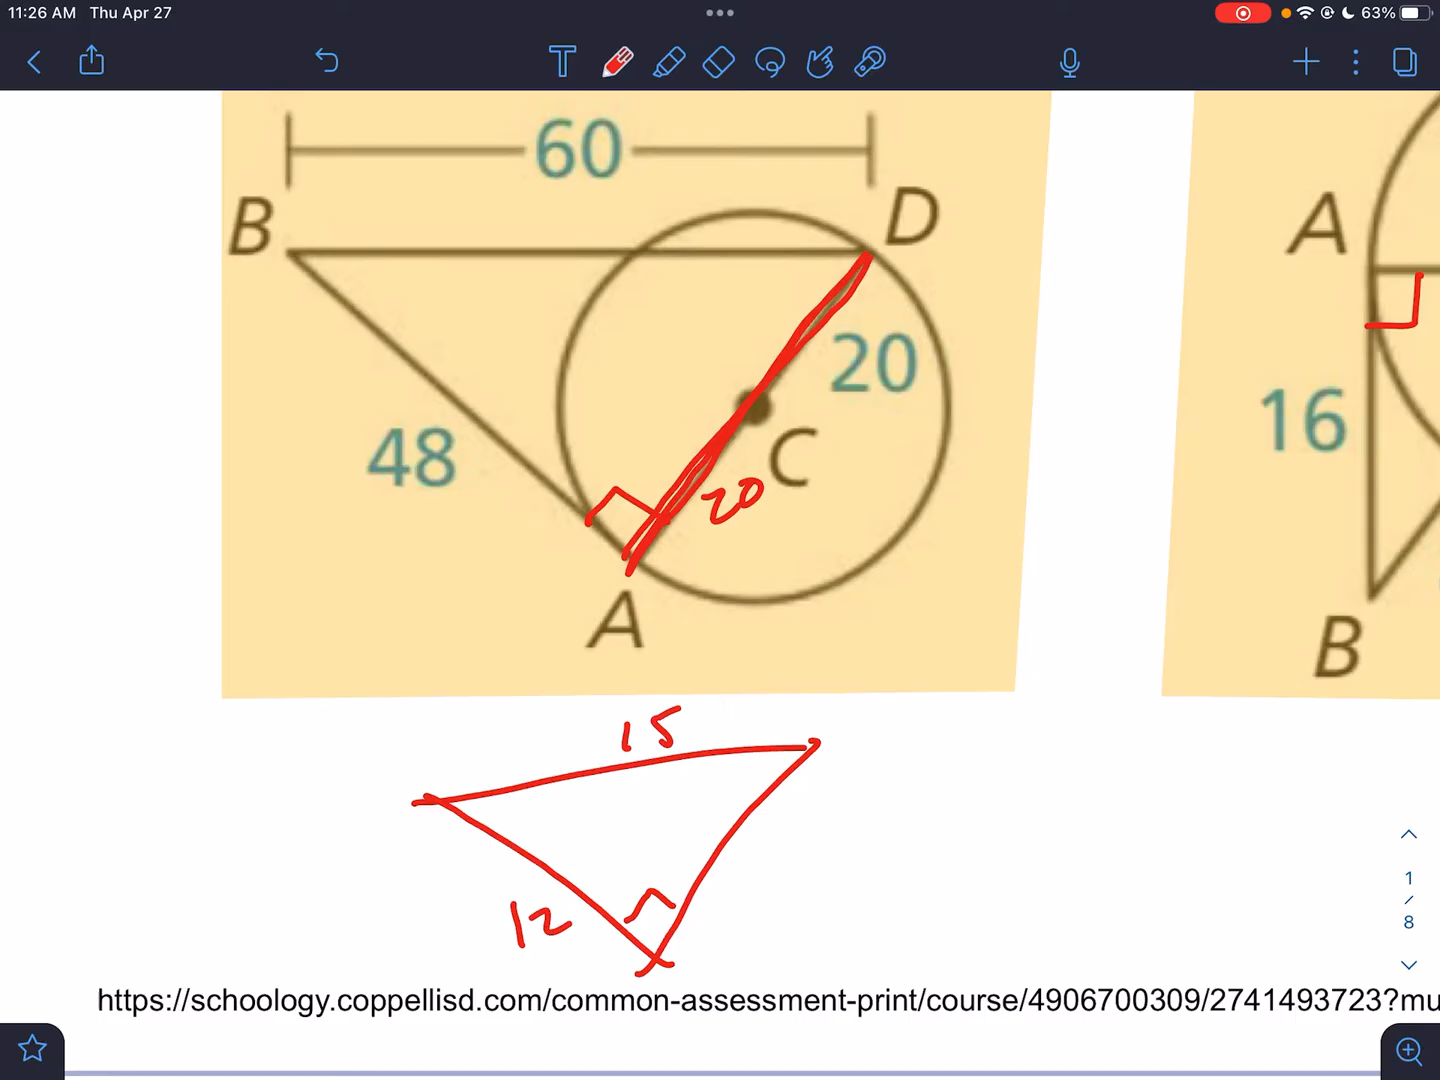 11:26 AM Thu Apr 27
63%
T
60
B
D
A
20
48
C
20
16
A
B
15
12
1
/
8
https://schoology.coppellisd.com/common-assessment-print/course/4906700309/2741493723?mu